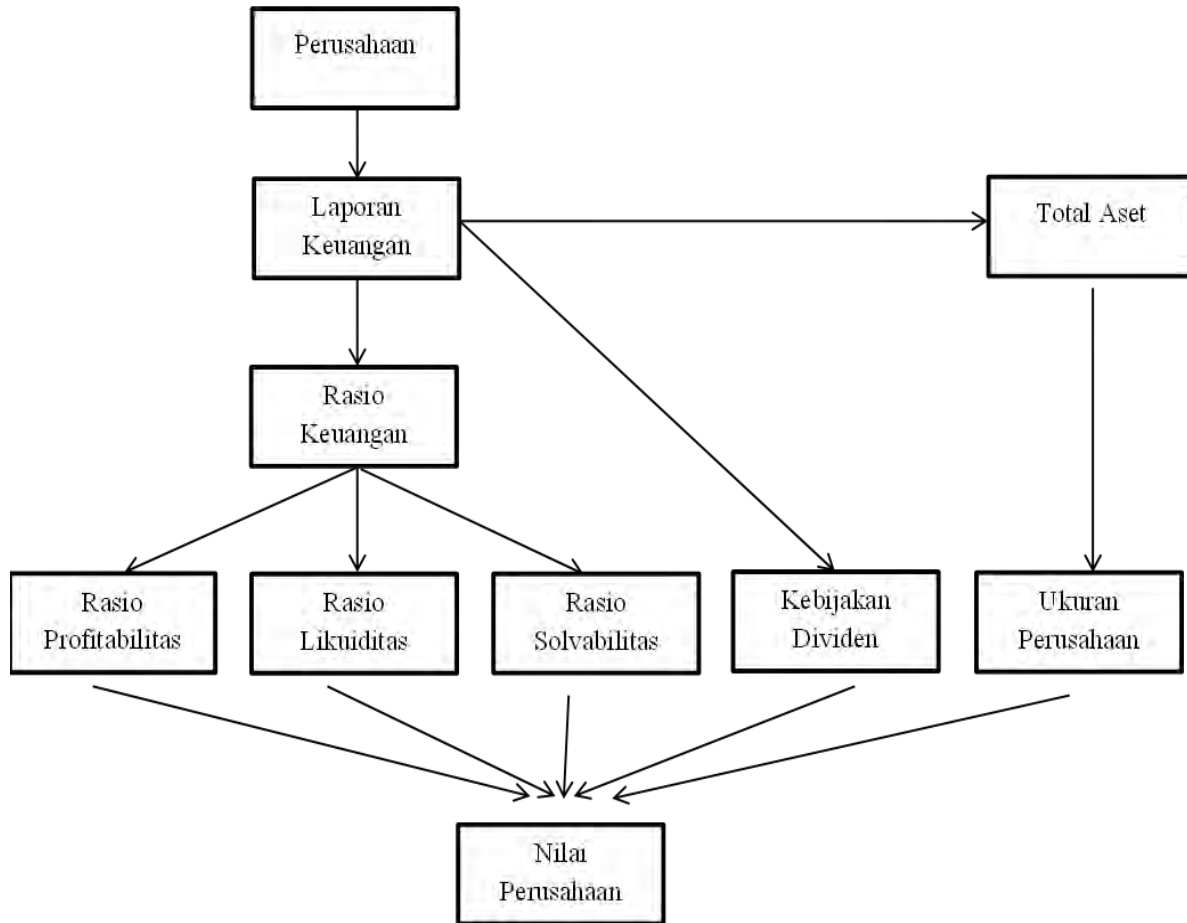 Perusahaan
Laporan
Keuangan
Total Aset
Rasio
Keuangan
Rasio
Profitabilitas
Rasio
Likuiditas
Rasio
Solvabilitas
Kebijakan
Dividen
Ukuran
Perusahaan
Nilai
Perusahaan